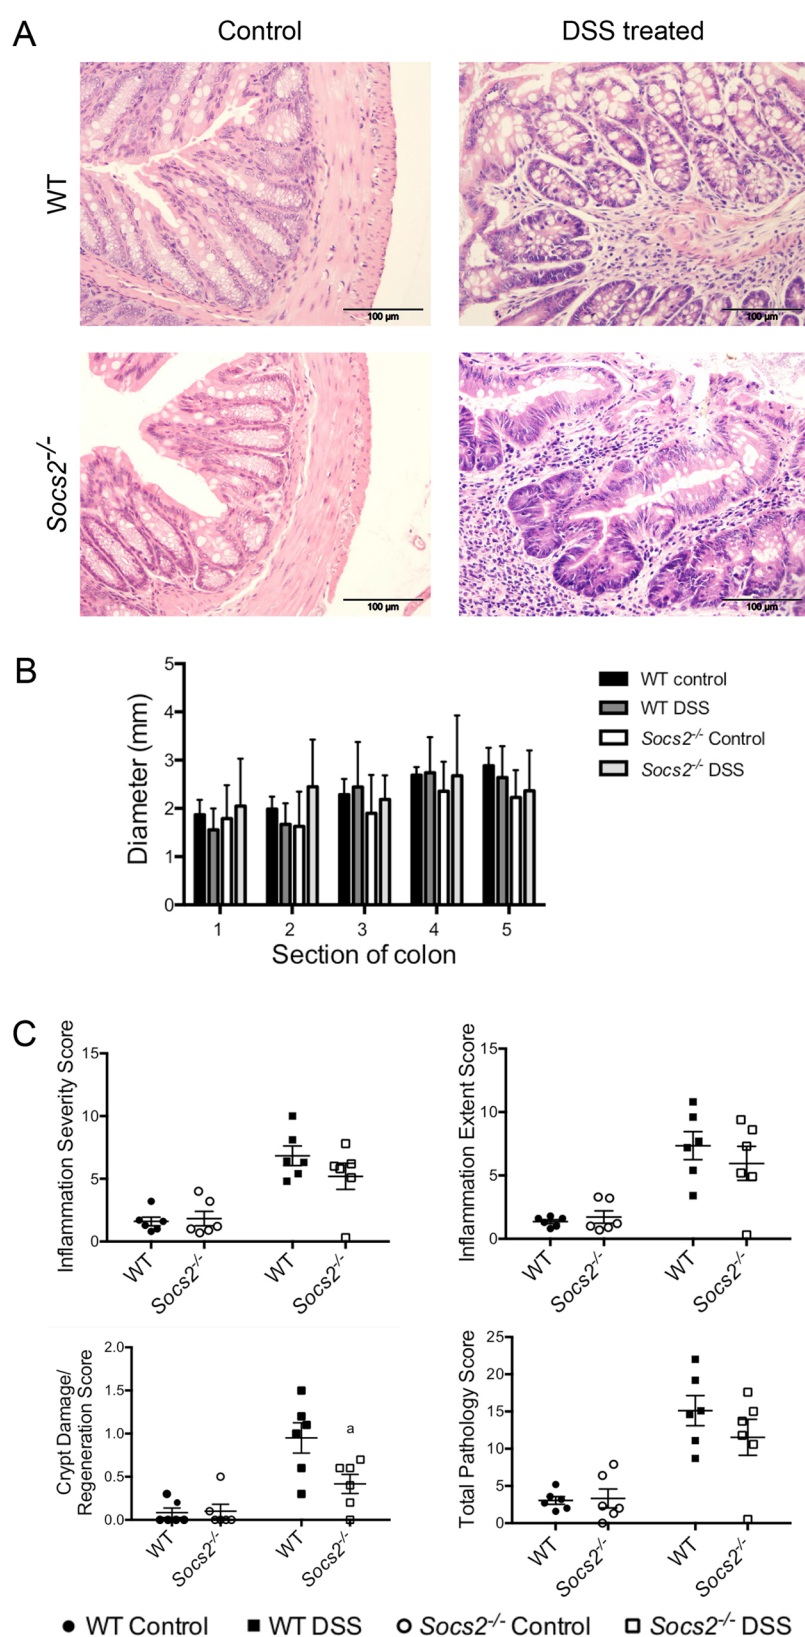 A
Control
DSS treated
WT
100 µm
100 µm
Socs2-/-
100 µm
100 µm
B
Diameter (mm)
5
4
3
2
1
0
1 2 3 4 5
Section of colon
WT control
WT DSS
Socs2-/- Control
Socs2-/- DSS
C
Inflammation Severity Score
15
10
5
0
WT Socs2-/- WT Socs2-/-
Inflammation Extent Score
15
10
5
0
WT Socs2-/- WT Socs2-/-
Crypt Damage/
Regeneration Score
2.0
1.5
1.0
0.5
0.0
a
WT Socs2-/- WT Socs2-/-
Total Pathology Score
25
20
15
10
5
0
WT Socs2-/- WT Socs2-/-
WT Control WT DSS Socs2-/- Control Socs2-/- DSS